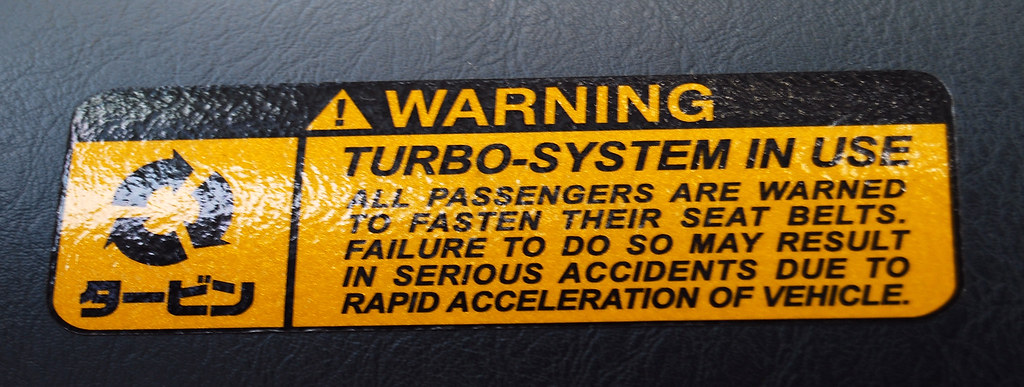 WARNING
タービン
TURBO-SYSTEM IN USE
ALL PASSENGERS ARE WARNED
TO FASTEN THEIR SEAT BELTS.
FAILURE TO DO SO MAY RESULT
IN SERIOUS ACCIDENTS DUE TO
RAPID ACCELERATION OF VEHICLE.